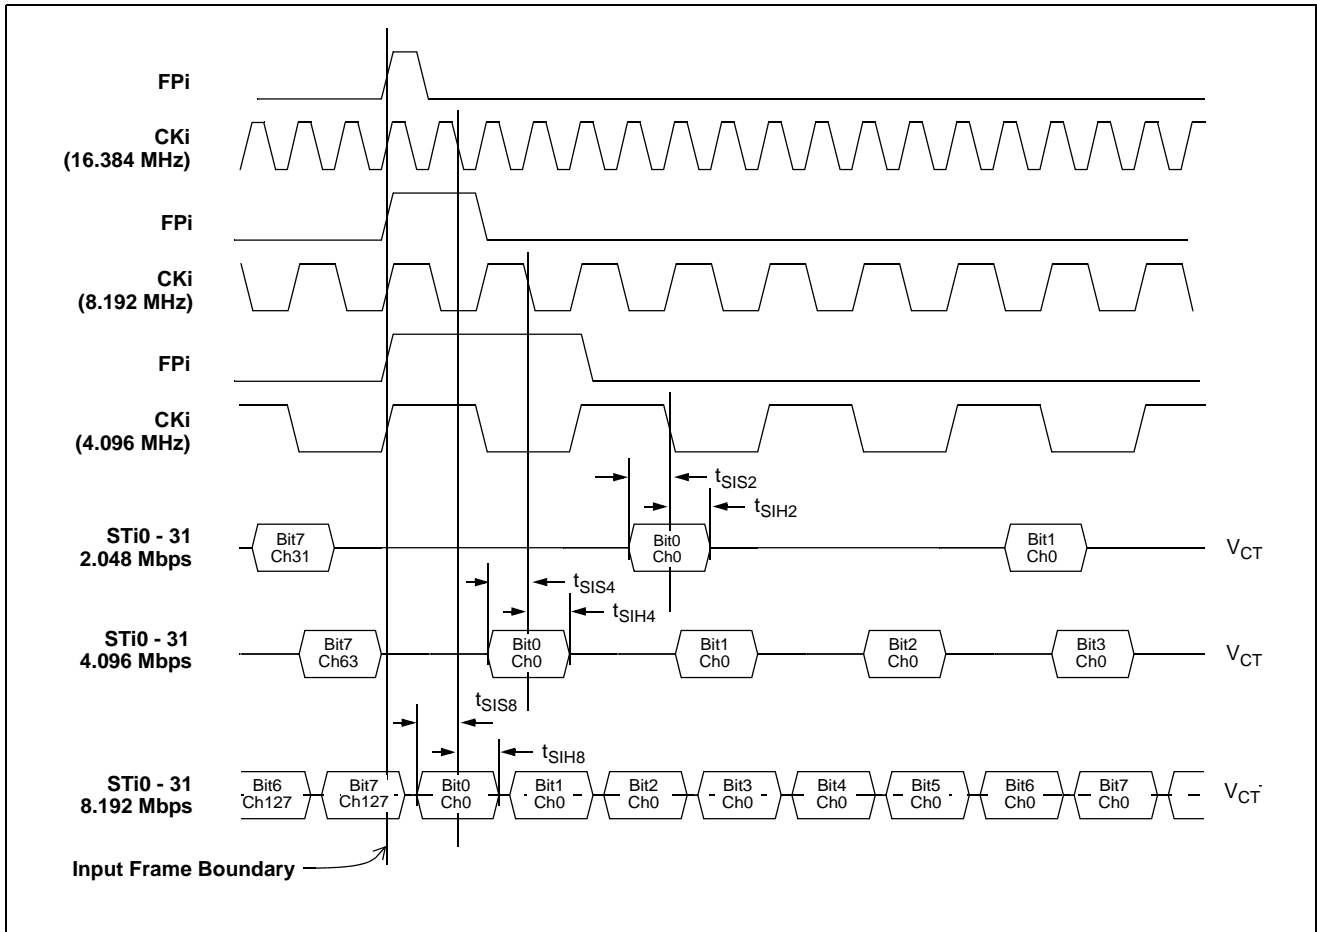 FPi
CKi
(16.384 MHz)
FPi
CKi
(8.192 MHz)
FPi
CKi
(4.096 MHz)
tSIS2
tSIH2
STi0 - 31
2.048 Mbps
Bit7
Ch31
Bit0
Ch0
Bit1
Ch0
VCT
tSIS4
tSIH4
STi0 - 31
4.096 Mbps
Bit7
Ch63
Bit0
Ch0
Bit1
Ch0
Bit2
Ch0
Bit3
Ch0
VCT
tSIS8
tSIH8
STi0 - 31
8.192 Mbps
Bit6
Ch127
Bit7
Ch127
Bit0
Ch0
Bit1
Ch0
Bit2
Ch0
Bit3
Ch0
Bit4
Ch0
Bit5
Ch0
Bit6
Ch0
Bit7
Ch0
VCT
Input Frame Boundary